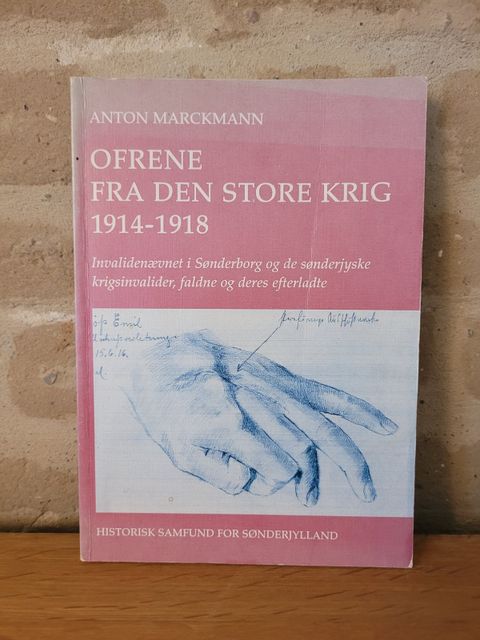 ANTON MARCKMANN
OFRENE
FRA DEN STORE KRIG
1914-1918
Invalidenævnet i Sønderborg og de sønderjyske
krigsinvalider, faldne og deres efterladte
Emil
15.6.16.
HISTORISK SAMFUND FOR SØNDERJYLLAND